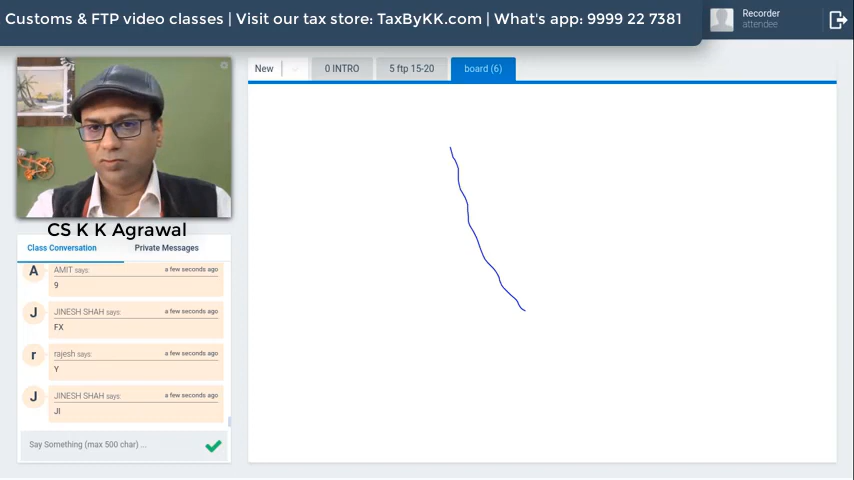 Customs & FTP video classes | Visit our tax store: TaxByKK.com | What's app: 9999 22 7381
Recorder
attendee
New
0 INTRO
5 ftp 15-20
board (6)
CS K K Agrawal
Class Conversation
Private Messages
A
AMIT says:
a few seconds ago
9
J
JINESH SHAH says:
a few seconds ago
FX
r
rajesh says:
a few seconds ago
Y
J
JINESH SHAH says:
a few seconds ago
JI
Say Something (max 500 char) ...